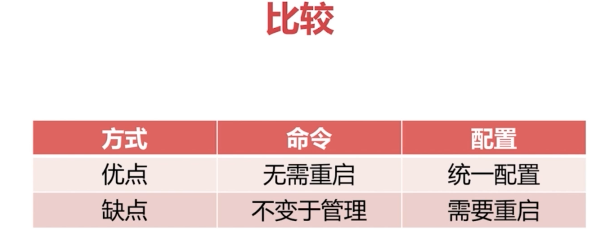 比较
方式 命令 配置
优点 无需重启 统一配置
缺点 不变于管理 需要重启